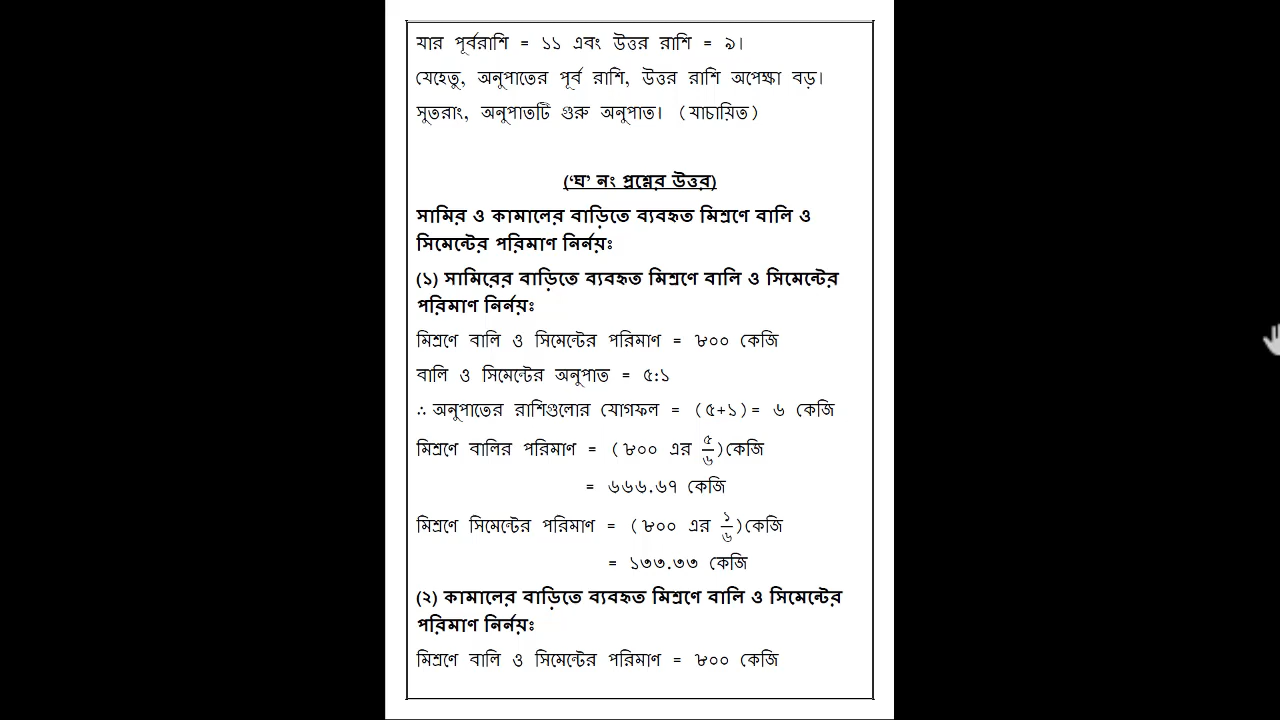 যার পূর্বরাশি = ১১ এবং উত্তর রাশি = ৯।
যেহেতু, অনুপাতের পূর্ব রাশি, উত্তর রাশি অপেক্ষা বড়।
সুতরাং, অনুপাতটি গুরু অনুপাত। (যাচায়িত)
(‘ঘ’ নং প্রশ্নের উত্তর)
সামির ও কামালের বাড়িতে ব্যবহৃত মিশ্রণে বালি ও
সিমেন্টের পরিমাণ নির্নয়ঃ
(১) সামিরের বাড়িতে ব্যবহৃত মিশ্রণে বালি ও সিমেন্টের
পরিমাণ নির্নয়ঃ
মিশ্রণে বালি ও সিমেন্টের পরিমাণ = ৮০০ কেজি
বালি ও সিমেন্টের অনুপাত = ৫:১
∴ অনুপাতের রাশিগুলোর যোগফল = (৫+১)= ৬ কেজি
মিশ্রণে বালির পরিমাণ = (৮০০ এর ৫/৬)কেজি
= ৬৬৬.৬৭ কেজি
মিশ্রণে সিমেন্টের পরিমাণ = (৮০০ এর ১/৬)কেজি
= ১৩৩.৩৩ কেজি
(২) কামালের বাড়িতে ব্যবহৃত মিশ্রণে বালি ও সিমেন্টের
পরিমাণ নির্নয়ঃ
মিশ্রণে বালি ও সিমেন্টের পরিমাণ = ৮০০ কেজি